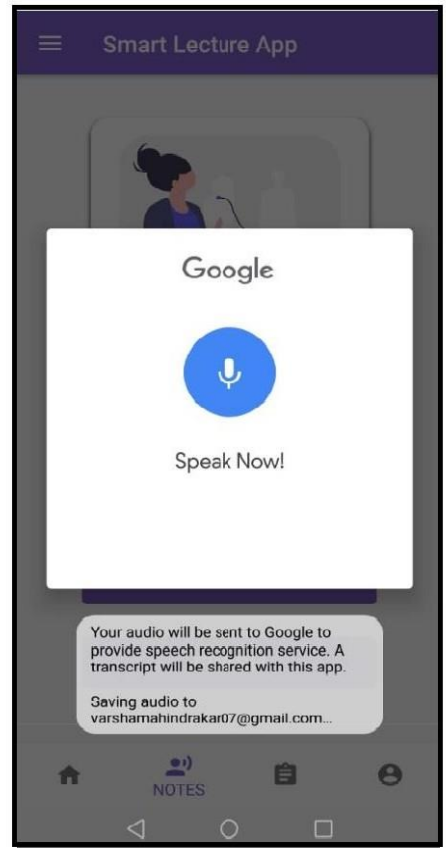 Smart Lecture App
Google
Speak Now!
Your audio will be sent to Google to
provide speech recognition service. A
transcript will be shared with this app.
Saving audio to
varshamahindrakar07@gmail.com...
NOTES